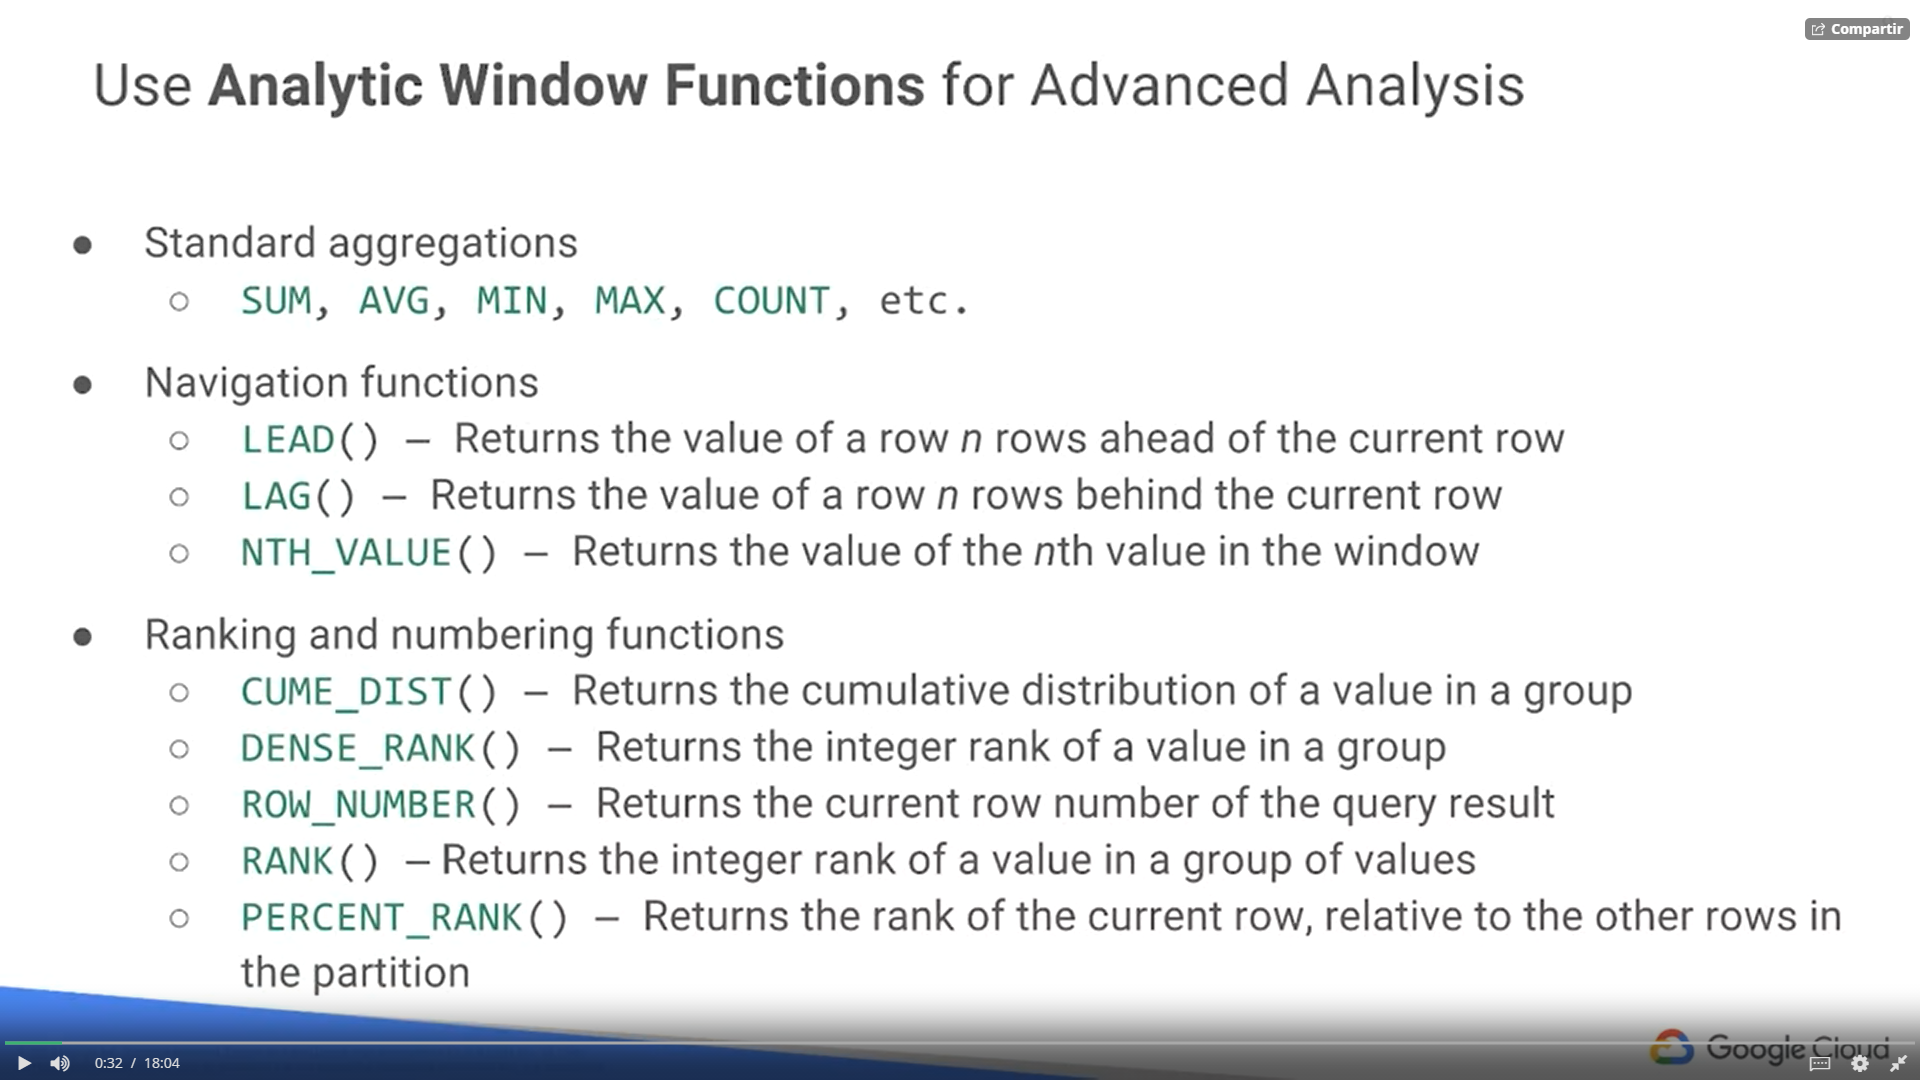 Compartir
Use Analytic Window Functions for Advanced Analysis
● Standard aggregations
○ SUM, AVG, MIN, MAX, COUNT, etc.
● Navigation functions
○ LEAD() – Returns the value of a row n rows ahead of the current row
○ LAG() – Returns the value of a row n rows behind the current row
○ NTH_VALUE() – Returns the value of the nth value in the window
● Ranking and numbering functions
○ CUME_DIST() – Returns the cumulative distribution of a value in a group
○ DENSE_RANK() – Returns the integer rank of a value in a group
○ ROW_NUMBER() – Returns the current row number of the query result
○ RANK() – Returns the integer rank of a value in a group of values
○ PERCENT_RANK() – Returns the rank of the current row, relative to the other rows in
the partition
Google Cloud
0:32 / 18:04